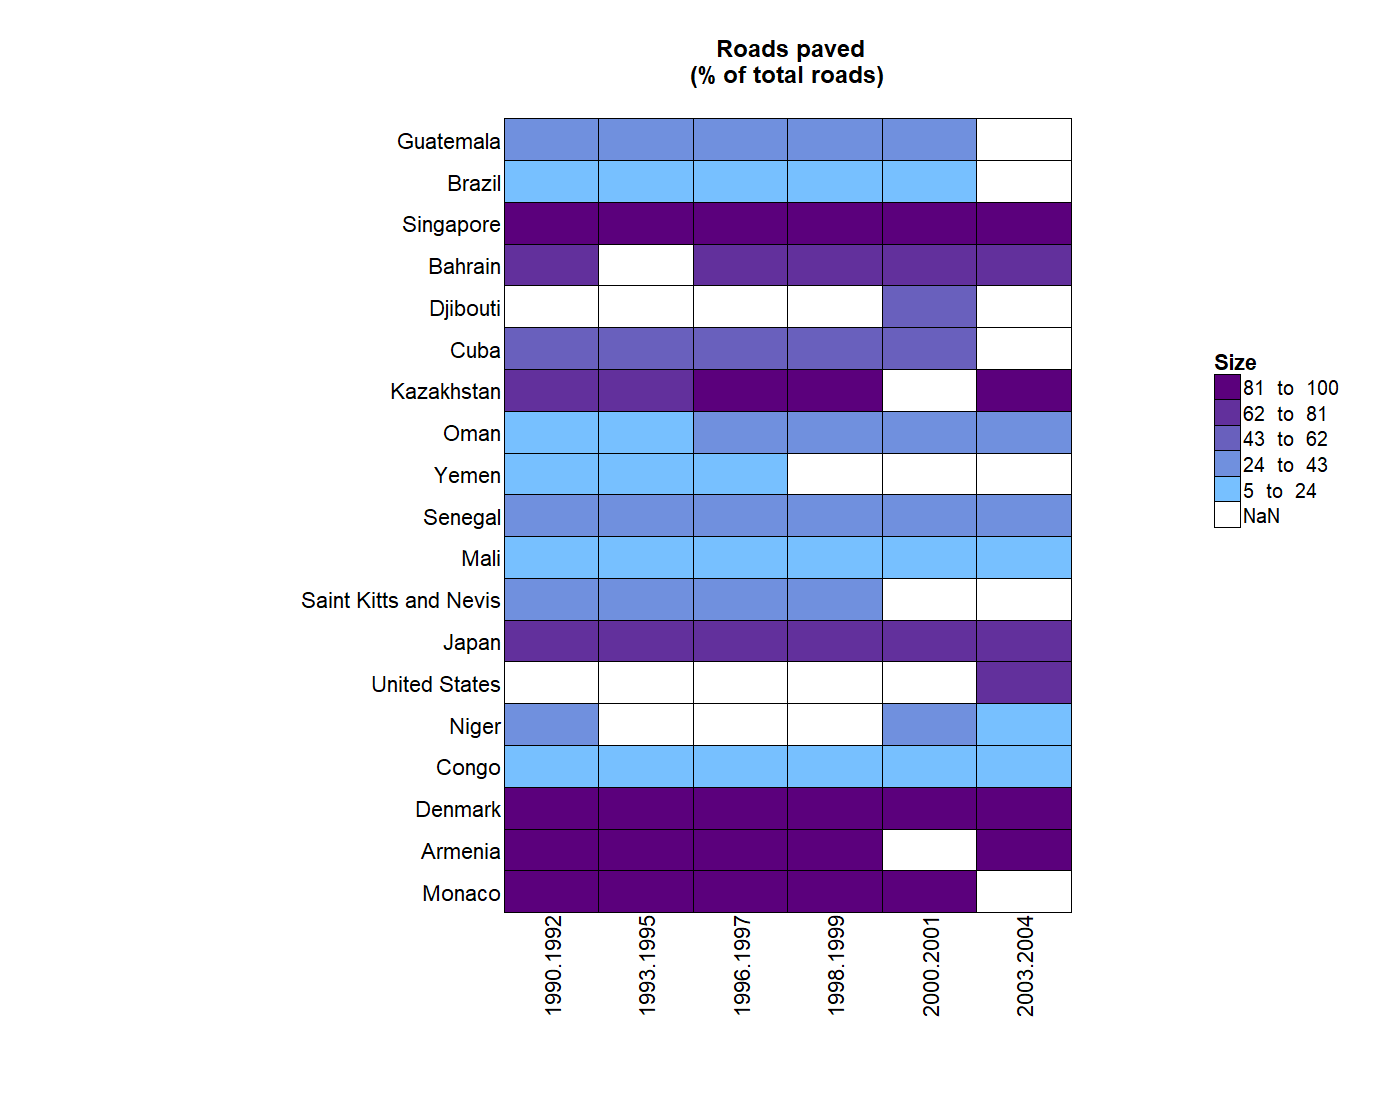 Roads paved
(% of total roads)
Guatemala
Brazil
Singapore
Bahrain
Djibouti
Cuba
Kazakhstan
Oman
Yemen
Senegal
Mali
Saint Kitts and Nevis
Japan
United States
Niger
Congo
Denmark
Armenia
Monaco
1990.1992
1993.1995
1996.1997
1998.1999
2000.2001
2003.2004
Size
81 to 100
62 to 81
43 to 62
24 to 43
5 to 24
NaN